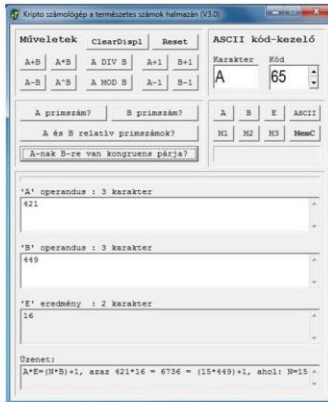 Kripto számológép a természetes számok halmazán (V3.0)
Műveletek ClearDispl Reset
A+B A*B A DIV B A+1 B+1
A-B A^B A MOD B A-1 B-1
ASCII kód-kezelő
Karakter Kód
A 65
A primszám? B primszám?
A és B relatív primszámok?
A-nak B-re van kongruens párja?
A B E ASCII
M1 M2 M3 MemC
'A' operandus : 3 karakter
421
'B' operandus : 3 karakter
449
'E' eredmény : 2 karakter
16
Üzenet:
A*E=(N*B)+1, azaz 421*16 = 6736 = (15*449)+1, ahol: N=15